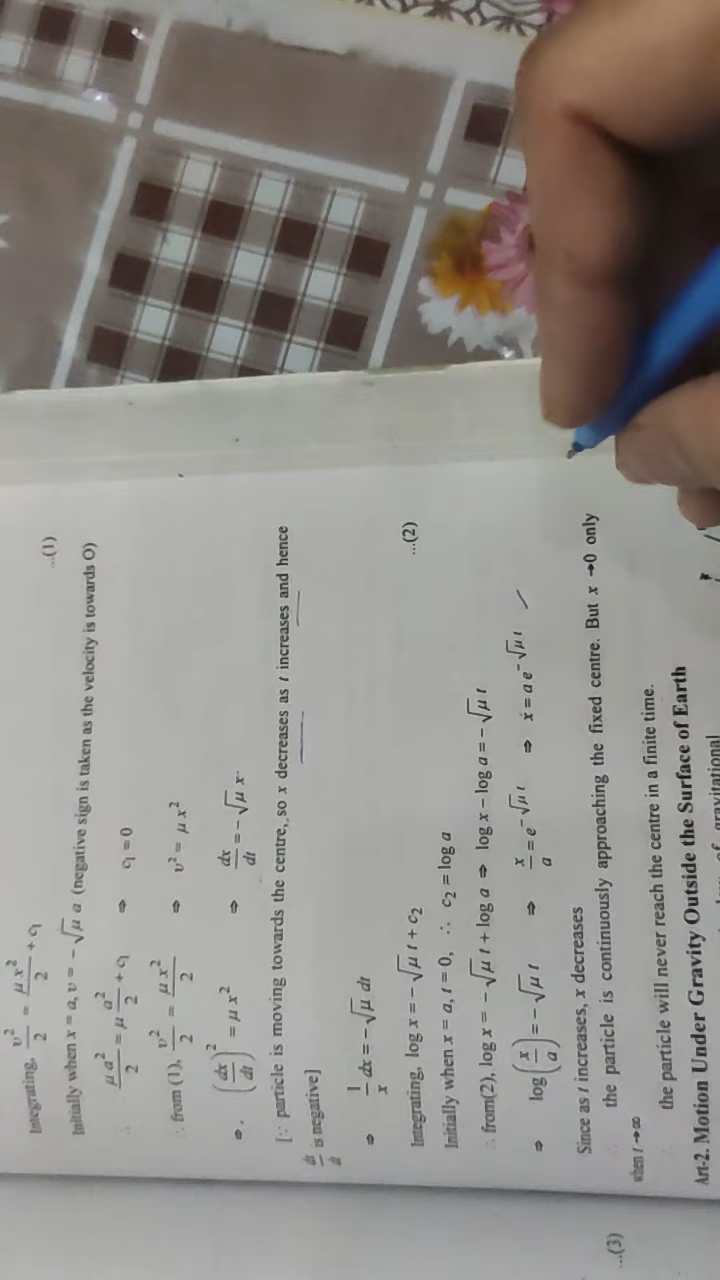 Integrating, v²/2 = μx²/2 + c₁ ...(1)
Initially when x = a, v = – √μ a (negative sign is taken as the velocity is towards O)
∴ μa²/2 = μ a²/2 + c₁ ⇒ c₁ = 0
∴ from (1), v²/2 = μx²/2 ⇒ v² = μx²
⇒ (dx/dt)² = μx² ⇒ dx/dt = – √μ x
[∵ particle is moving towards the centre, so x decreases as t increases and hence
dx/dt is negative]
⇒ 1/x dx = – √μ dt
Integrating, log x = – √μ t + c₂ ...(2)
Initially when x = a, t = 0, ∴ c₂ = log a
∴ from(2), log x = – √μ t + log a ⇒ log x – log a = – √μ t
⇒ log(x/a) = – √μ t ⇒ x/a = e^(–√μ t) ⇒ x = a e^(–√μ t)
Since as t increases, x decreases
the particle is continuously approaching the fixed centre. But x → 0 only
when t → ∞
the particle will never reach the centre in a finite time.
Art-2. Motion Under Gravity Outside the Surface of Earth
of gravitational
...(3)